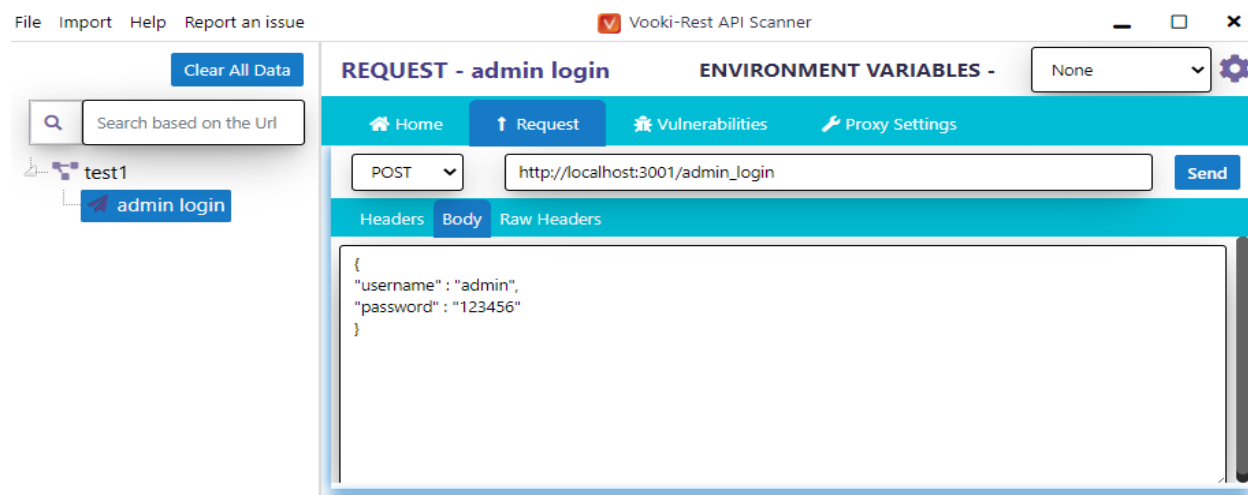 File Import Help Report an issue
Vooki-Rest API Scanner
Clear All Data
REQUEST - admin login
ENVIRONMENT VARIABLES -
None
Search based on the Url
Home
Request
Vulnerabilities
Proxy Settings
test1
admin login
POST
http://localhost:3001/admin_login
Send
Headers Body Raw Headers
{
"username" : "admin",
"password" : "123456"
}